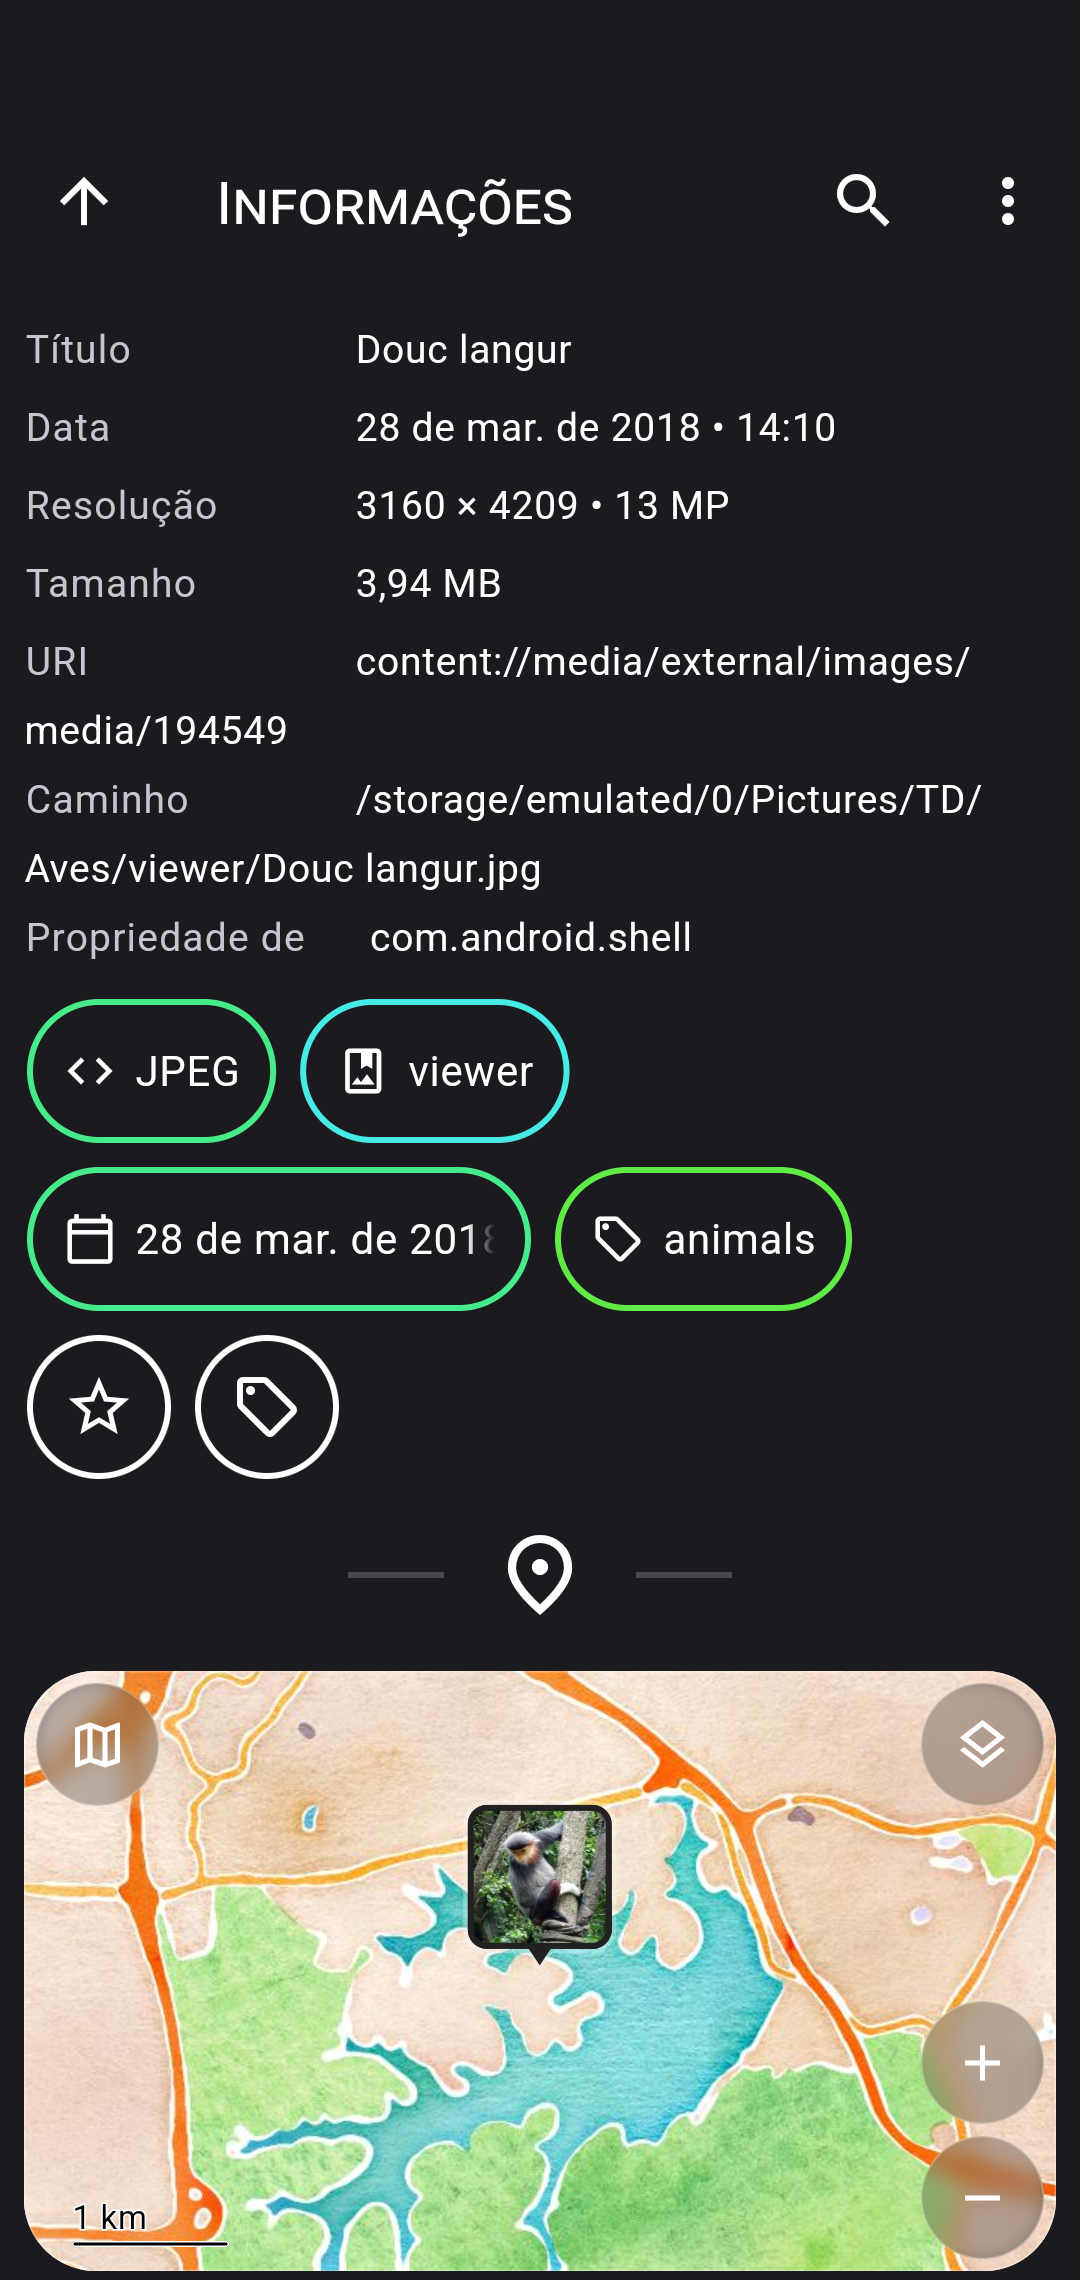 Informações
Título Douc langur
Data 28 de mar. de 2018 • 14:10
Resolução 3160 × 4209 • 13 MP
Tamanho 3,94 MB
URI content://media/external/images/
media/194549
Caminho /storage/emulated/0/Pictures/TD/
Aves/viewer/Douc langur.jpg
Propriedade de com.android.shell
JPEG viewer
28 de mar. de 2018 animals
1 km